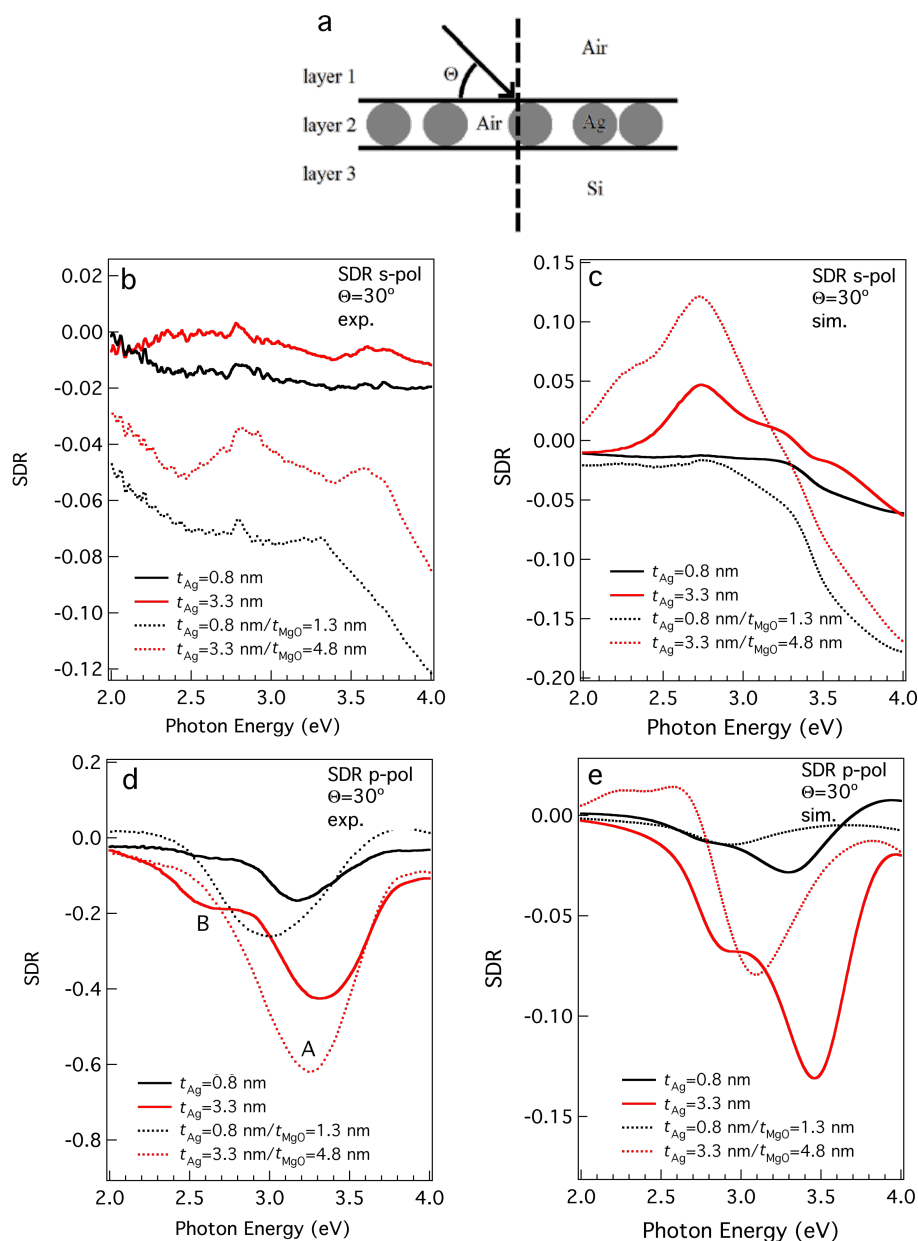 a
Air
layer 1
Θ
layer 2
Air
Ag
layer 3
Si
b
SDR s-pol
Θ=30º
exp.
0.02
0.00
-0.02
-0.04
-0.06
-0.08
-0.10
-0.12
SDR
tAg=0.8 nm
tAg=3.3 nm
tAg=0.8 nm/tMgO=1.3 nm
tAg=3.3 nm/tMgO=4.8 nm
2.0 2.5 3.0 3.5 4.0
Photon Energy (eV)
c
SDR s-pol
Θ=30º
sim.
0.15
0.10
0.05
0.00
-0.05
-0.10
-0.15
-0.20
SDR
tAg=0.8 nm
tAg=3.3 nm
tAg=0.8 nm/tMgO=1.3 nm
tAg=3.3 nm/tMgO=4.8 nm
2.0 2.5 3.0 3.5 4.0
Photon Energy (eV)
d
SDR p-pol
Θ=30º
exp.
0.2
0.0
-0.2
-0.4
-0.6
-0.8
SDR
B
A
tAg=0.8 nm
tAg=3.3 nm
tAg=0.8 nm/tMgO=1.3 nm
tAg=3.3 nm/tMgO=4.8 nm
2.0 2.5 3.0 3.5 4.0
Photon Energy (eV)
e
SDR p-pol
Θ=30º
sim.
0.00
-0.05
-0.10
-0.15
SDR
tAg=0.8 nm
tAg=3.3 nm
tAg=0.8 nm/tMgO=1.3 nm
tAg=3.3 nm/tMgO=4.8 nm
2.0 2.5 3.0 3.5 4.0
Photon Energy (eV)